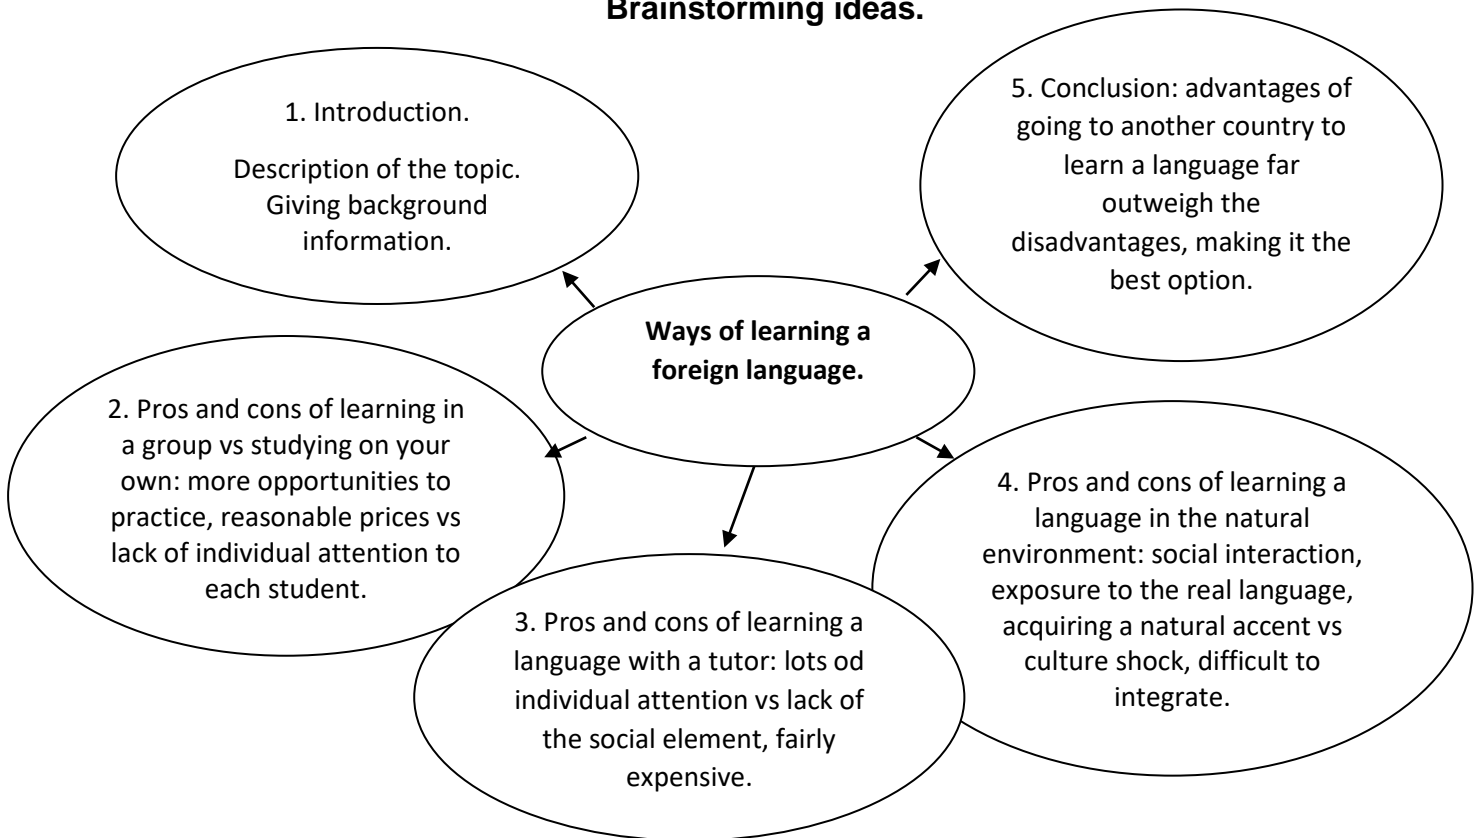 Brainstorming ideas.
1. Introduction.
Description of the topic.
Giving background
information.
5. Conclusion: advantages of
going to another country to
learn a language far
outweigh the
disadvantages, making it the
best option.
Ways of learning a
foreign language.
2. Pros and cons of learning in
a group vs studying on your
own: more opportunities to
practice, reasonable prices vs
lack of individual attention to
each student.
3. Pros and cons of learning a
language with a tutor: lots od
individual attention vs lack of
the social element, fairly
expensive.
4. Pros and cons of learning a
language in the natural
environment: social interaction,
exposure to the real language,
acquiring a natural accent vs
culture shock, difficult to
integrate.